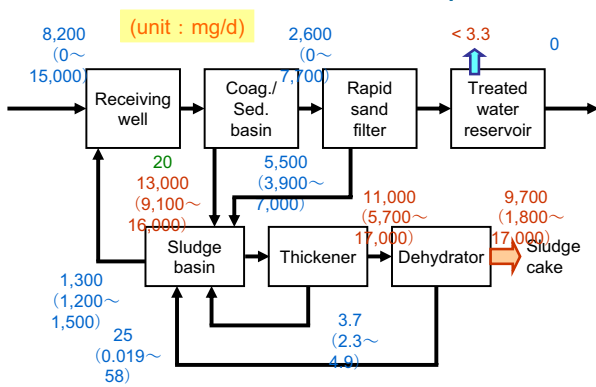 (unit : mg/d)
8,200
(0～
15,000)
2,600
(0～
7,700)
< 3.3
0
Receiving
well
Coag./
Sed.
basin
Rapid
sand
filter
Treated
water
reservoir
20
13,000
(9,100～
16,000)
5,500
(3,900～
7,000)
11,000
(5,700～
17,000)
9,700
(1,800～
17,000)
Sludge
basin
Thickener
Dehydrator
Sludge
cake
1,300
(1,200～
1,500)
25
(0.019～
58)
3.7
(2.3～
4.9)